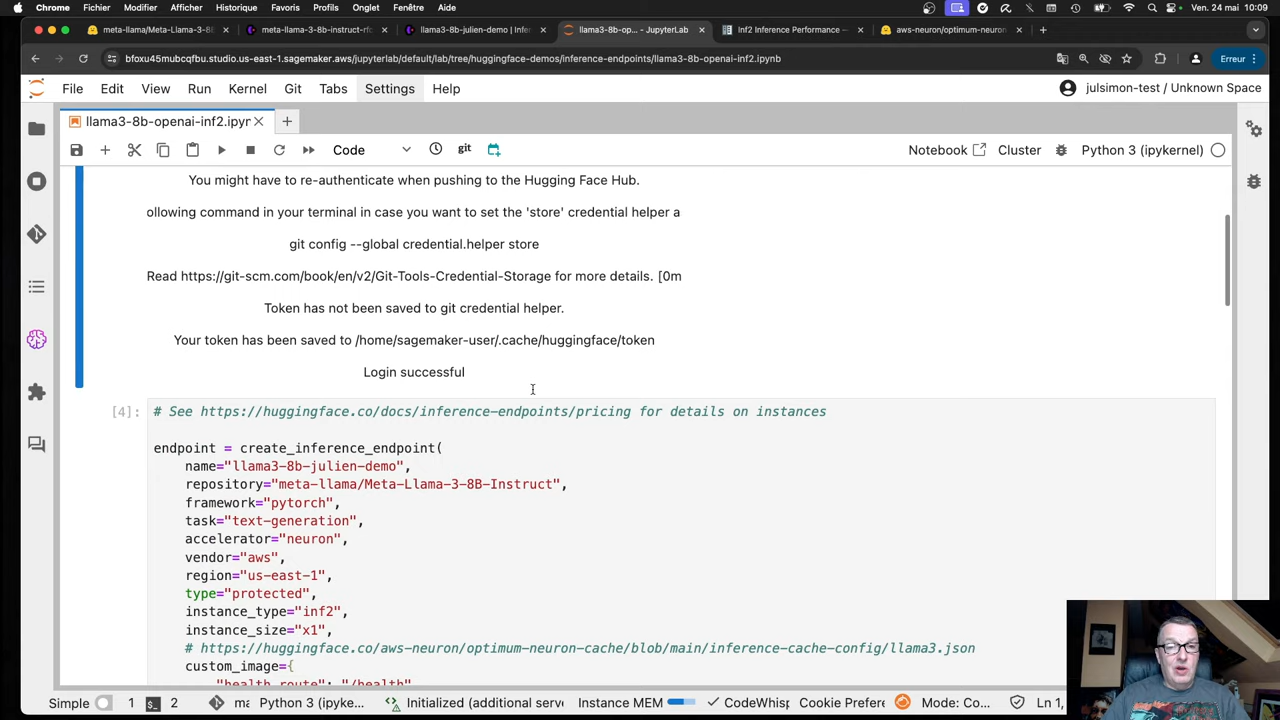 Chrome Fichier Modifier Afficher Historique Favoris Profils Onglet Fenêtre Aide Ven. 24 mai 10:09
meta-llama/Meta-Llama-3-8B- meta-llama-3-8b-instruct-rfc llama3-8b-julien-demo | Infer llama3-8b-op... - JupyterLab Inf2 Inference Performance — aws-neuron/optimum-neuron
bfoxu45mubcqfbu.studio.us-east-1.sagemaker.aws/jupyterlab/default/lab/tree/huggingface-demos/inference-endpoints/llama3-8b-openai-inf2.ipynb Erreur
File Edit View Run Kernel Git Tabs Settings Help julsimon-test / Unknown Space
llama3-8b-openai-inf2.ipyn
Code git Notebook Cluster Python 3 (ipykernel)
You might have to re-authenticate when pushing to the Hugging Face Hub.
ollowing command in your terminal in case you want to set the 'store' credential helper a
git config --global credential.helper store
Read https://git-scm.com/book/en/v2/Git-Tools-Credential-Storage for more details. [0m
Token has not been saved to git credential helper.
Your token has been saved to /home/sagemaker-user/.cache/huggingface/token
Login successful
[4]: # See https://huggingface.co/docs/inference-endpoints/pricing for details on instances
endpoint = create_inference_endpoint(
name="llama3-8b-julien-demo",
repository="meta-llama/Meta-Llama-3-8B-Instruct",
framework="pytorch",
task="text-generation",
accelerator="neuron",
vendor="aws",
region="us-east-1",
type="protected",
instance_type="inf2",
instance_size="x1",
# https://huggingface.co/aws-neuron/optimum-neuron-cache/blob/main/inference-cache-config/llama3.json
custom_image={
"health_route": "/health"
Simple 1 2 ma Python 3 (ipyke... Initialized (additional serve Instance MEM CodeWhisp Cookie Prefere Mode: Co... Ln 1,